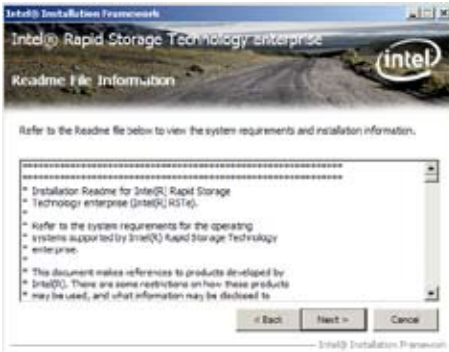 Intel® Installation Framework
Intel® Rapid Storage Technology enterprise
intel
Readme File Information
Refer to the Readme file below to view the system requirements and installation information.
************************************************************
************************************************************
* Installation Readme for Intel(R) Rapid Storage
* Technology enterprise (Intel(R) RSTe).
*
* Refer to the system requirements for the operating
* systems supported by Intel(R) Rapid Storage Technology
* enterprise.
*
* This document makes references to products developed by
* Intel(R). There are some restrictions on how these products
* may be used, and what information may be disclosed to
< Back
Next >
Cancel
Intel® Installation Framework